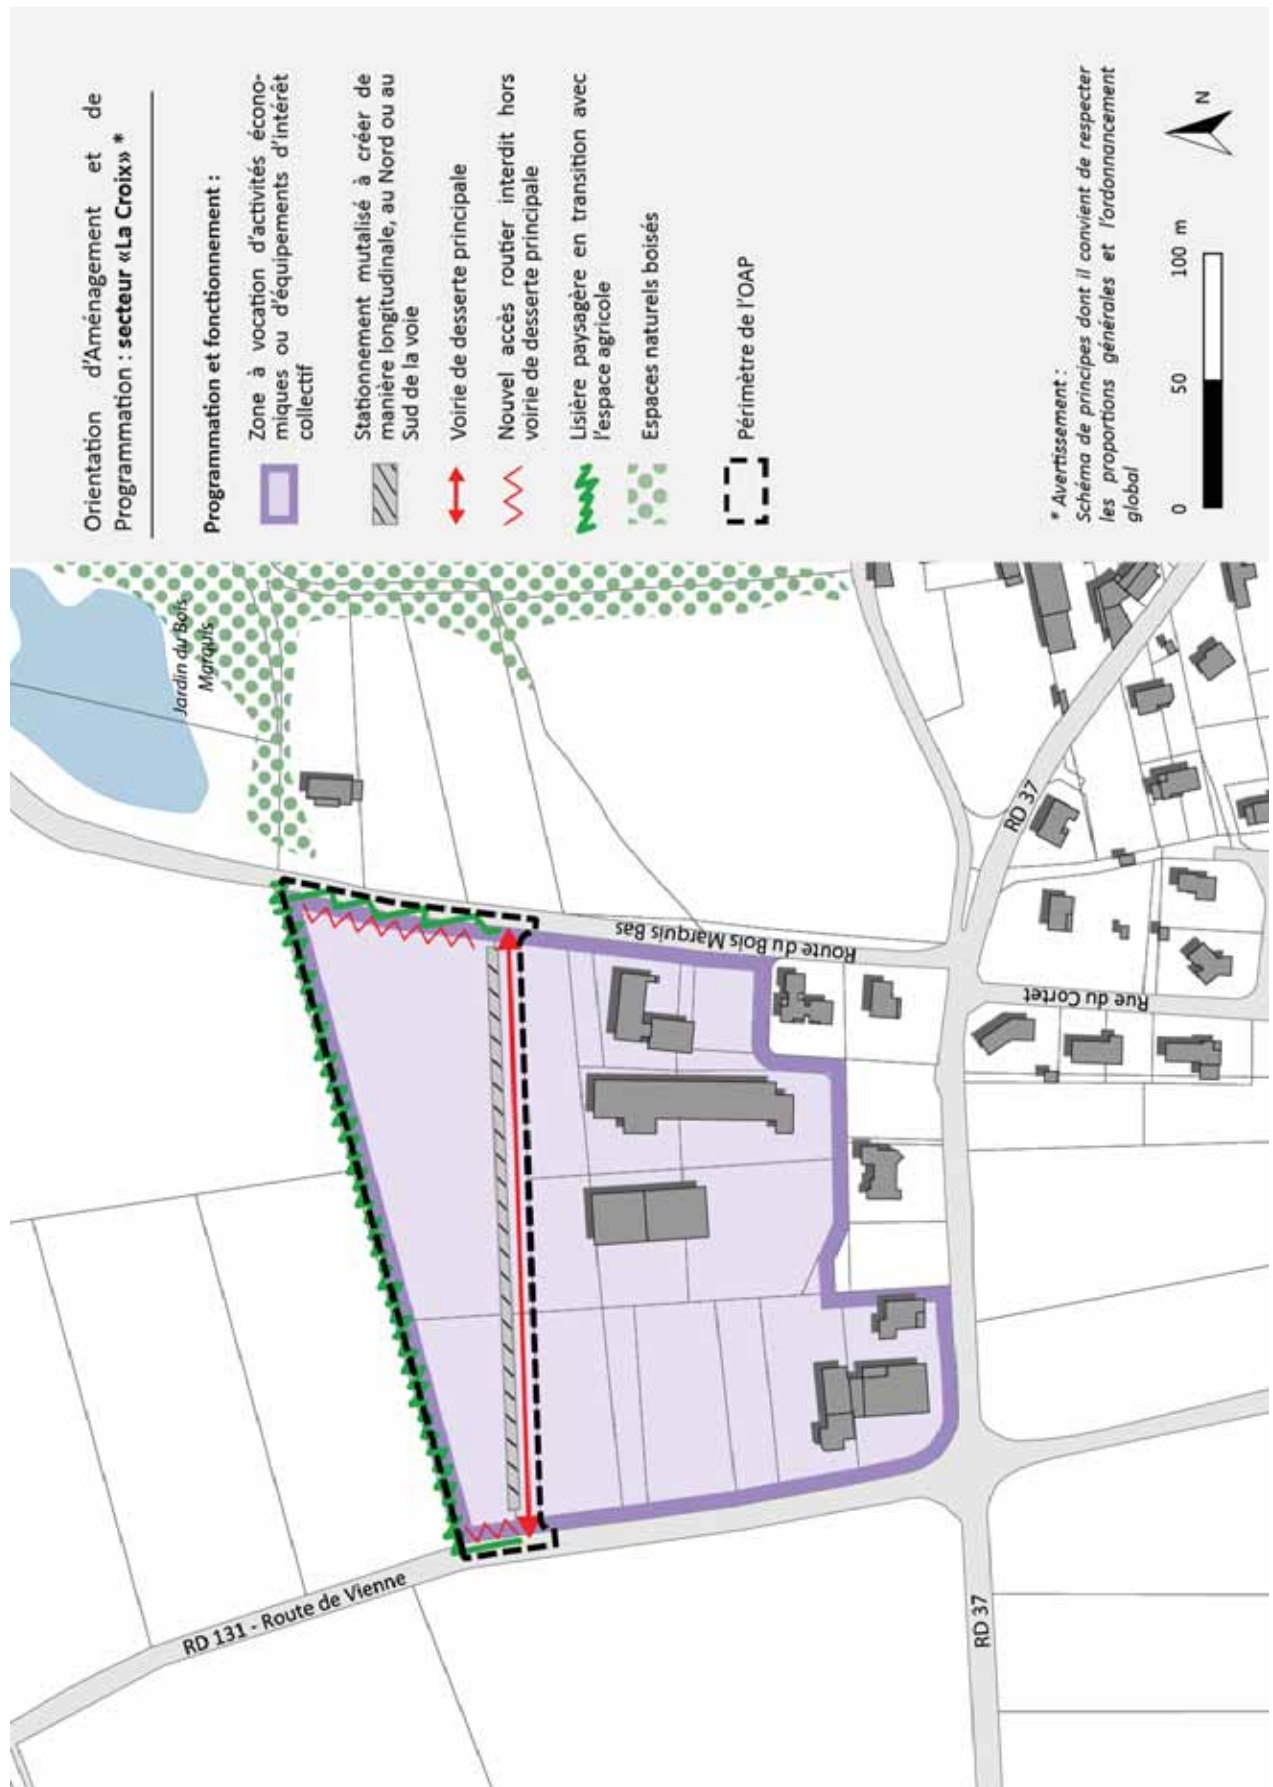 Orientation d'Aménagement et de
Programmation : secteur «La Croix» *
Programmation et fonctionnement :
Zone à vocation d'activités écono-
miques ou d'équipements d'intérêt
collectif
Stationnement mutalisé à créer de
manière longitudinale, au Nord ou au
Sud de la voie
Voirie de desserte principale
Nouvel accès routier interdit hors
voirie de desserte principale
Lisière paysagère en transition avec
l'espace agricole
Espaces naturels boisés
Périmètre de l'OAP
* Avertissement :
Schéma de principes dont il convient de respecter
les proportions générales et l'ordonnancement
global
0 50 100 m
N
Jardin du Bois
Marquis
Route du Bois Marquis Bas
RD 37
Rue du Cortet
RD 131 - Route de Vienne
RD 37